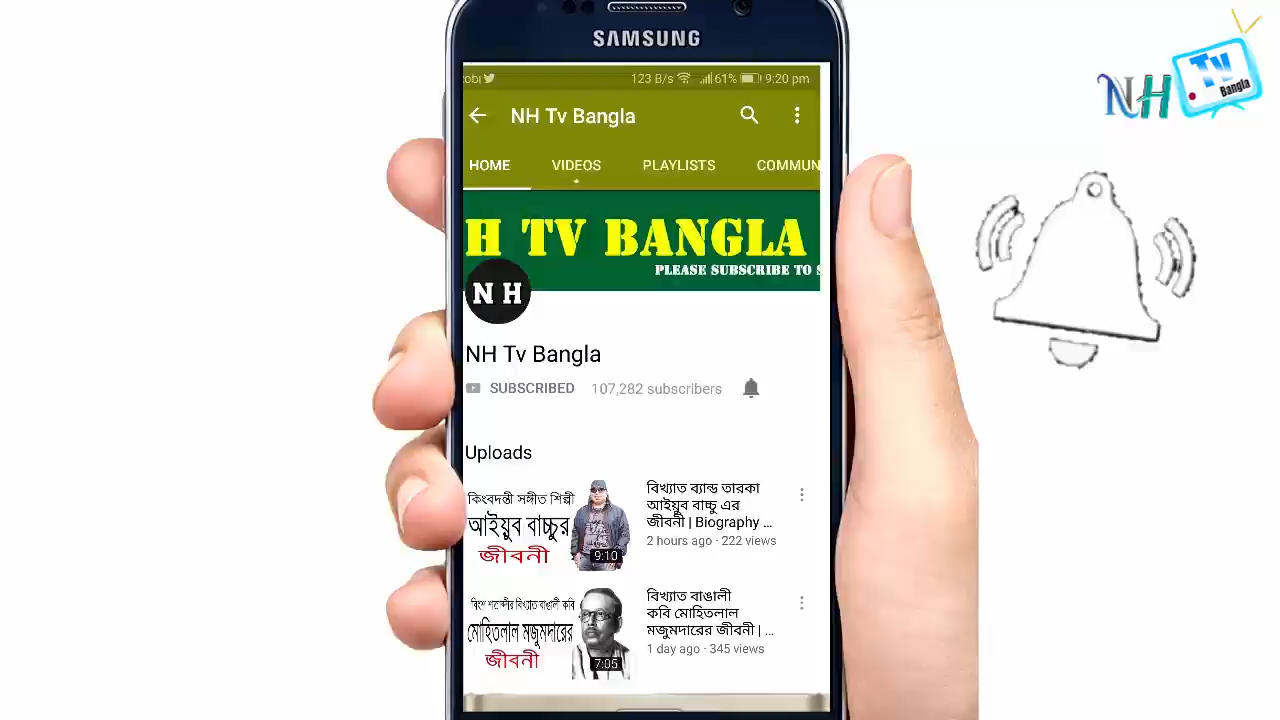 SAMSUNG
NH Tv Bangla
obi 123 B/s 61% 9:20 pm
NH Tv Bangla
HOME VIDEOS PLAYLISTS COMMUN
H TV BANGLA
PLEASE SUBSCRIBE TO S
N H
NH Tv Bangla
SUBSCRIBED 107,282 subscribers
Uploads
কিংবদন্তী সঙ্গীত শিল্পী
আইয়ুব বাচ্চুর
জীবনী
9:10
বিখ্যাত ব্যান্ড তারকা
আইয়ুব বাচ্চু এর
জীবনী | Biography ...
2 hours ago · 222 views
বিংশ শতাব্দীর বিখ্যাত বাঙালী কবি
মোহিতলাল মজুমদারের
জীবনী
7:05
বিখ্যাত বাঙালী
কবি মোহিতলাল
মজুমদারের জীবনী | ...
1 day ago · 345 views